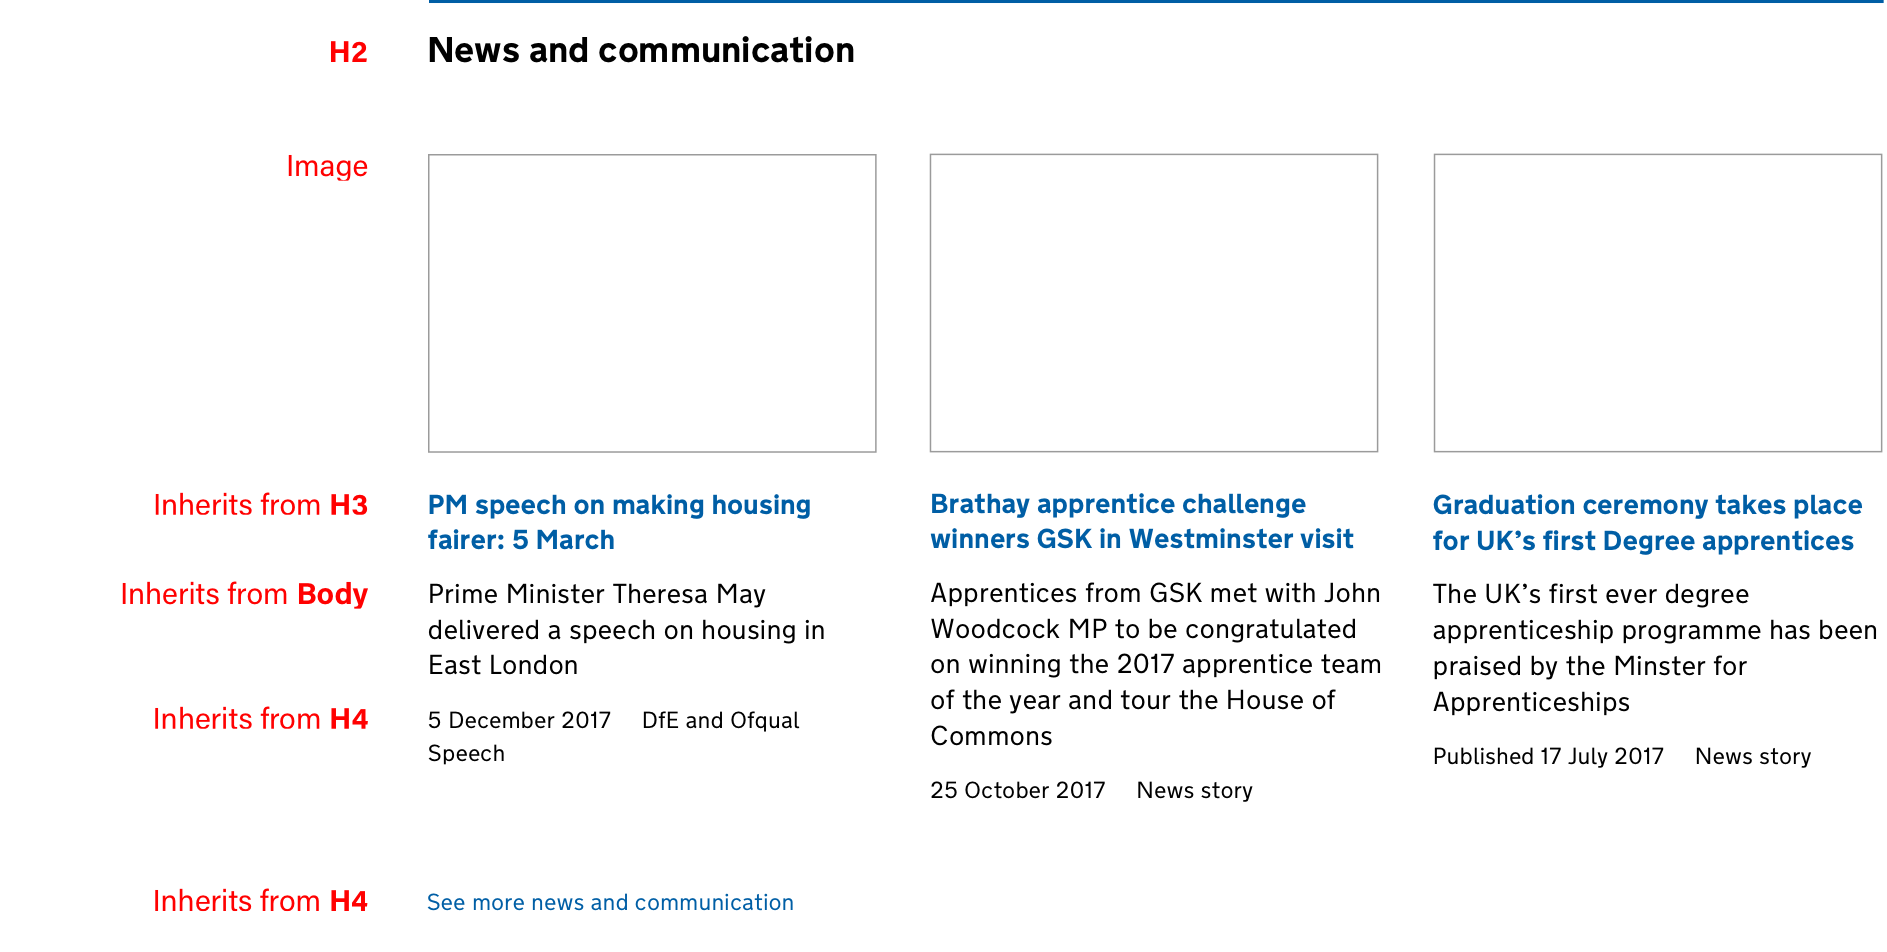 H2
News and communication
Image
Inherits from H3
PM speech on making housing
fairer: 5 March
Inherits from Body
Prime Minister Theresa May
delivered a speech on housing in
East London
Inherits from H4
5 December 2017 DfE and Ofqual
Speech
Brathay apprentice challenge
winners GSK in Westminster visit
Apprentices from GSK met with John
Woodcock MP to be congratulated
on winning the 2017 apprentice team
of the year and tour the House of
Commons
25 October 2017 News story
Graduation ceremony takes place
for UK’s first Degree apprentices
The UK’s first ever degree
apprenticeship programme has been
praised by the Minster for
Apprenticeships
Published 17 July 2017 News story
Inherits from H4
See more news and communication